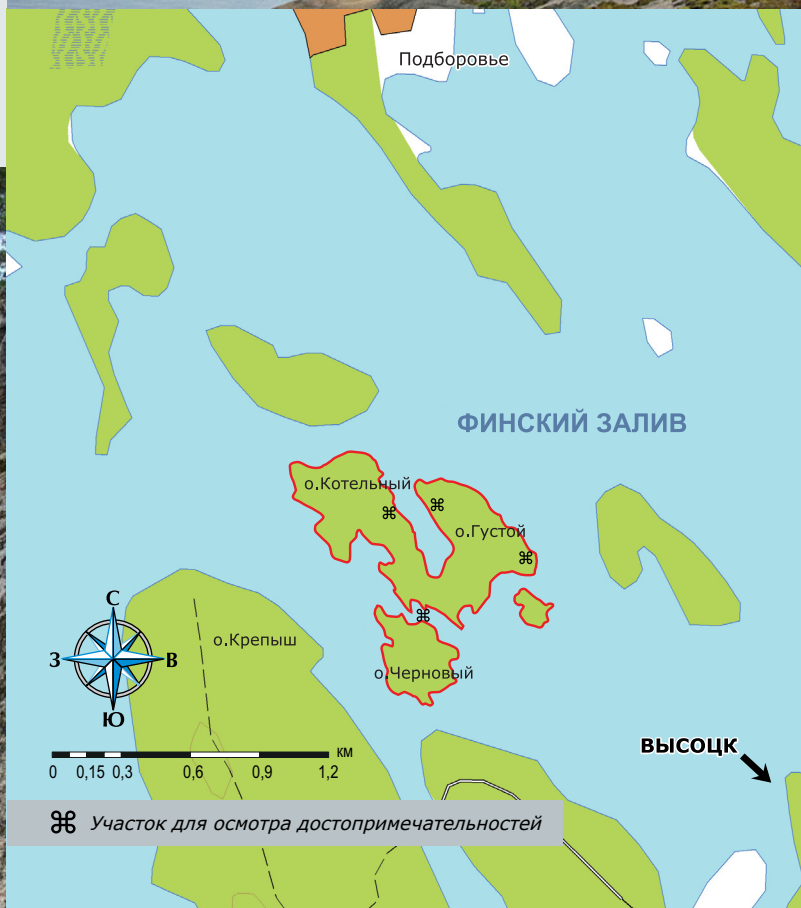 Подборовье
ФИНСКИЙ ЗАЛИВ
о.Котельный
о.Густой
С
о.Крепыш
З
В
о.Черновый
Ю
ВЫСОЦК
км
0 0,15 0,3 0,6 0,9 1,2
⌘ Участок для осмотра достопримечательностей